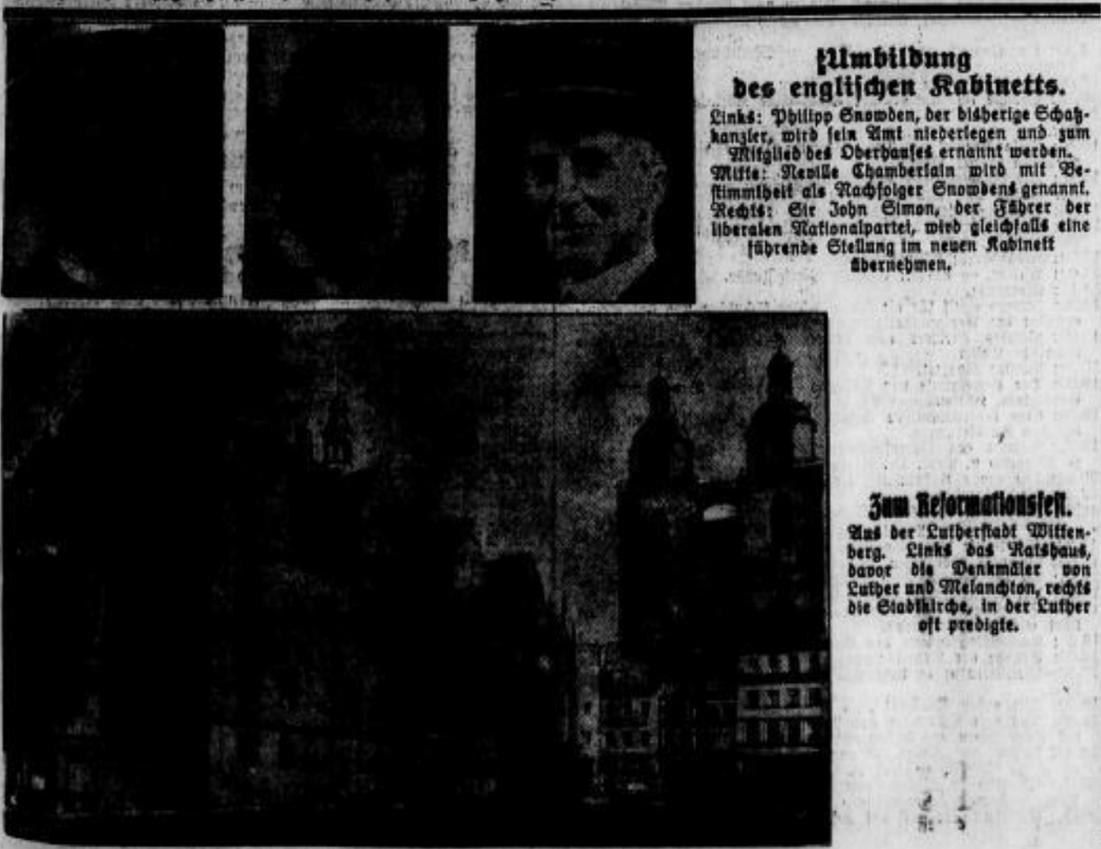 Umbildung
des englischen Kabinetts.
Links: Philipp Snowden, der bisherige Schatz-
kanzler, wird sein Amt niederlegen und zum
Mitglied des Oberhauses ernannt werden.
Mitte: Neville Chamberlain wird mit Be-
stimmtheit als Nachfolger Snowdens genannt.
Rechts: Sir John Simon, der Führer der
liberalen Nationalpartei, wird gleichfalls eine
führende Stellung im neuen Kabinett
übernehmen.
Zum Reformationsfest.
Aus der Lutherstadt Witten-
berg. Links das Rathaus,
davor die Denkmäler von
Luther und Melanchton, rechts
die Stadtkirche, in der Luther
oft predigte.